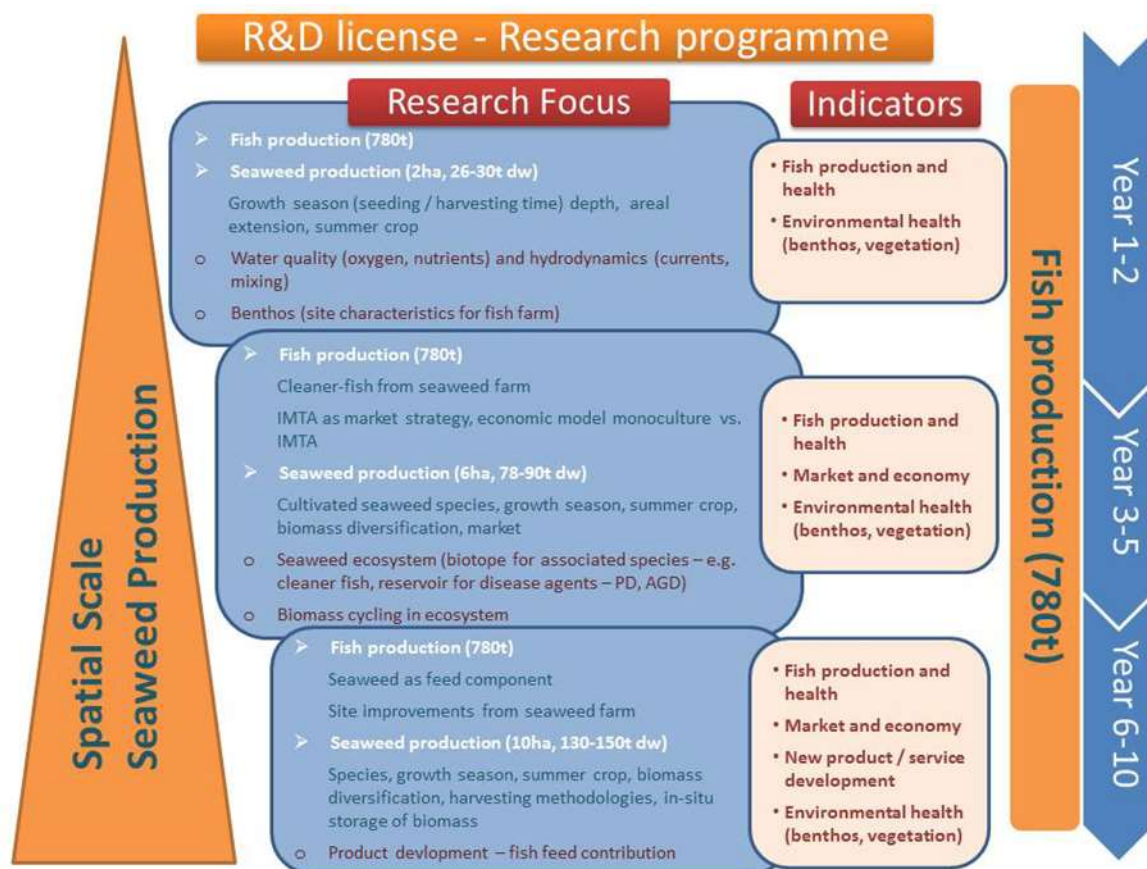 R&D license - Research programme
Research Focus
Indicators
➢ Fish production (780t)
➢ Seaweed production (2ha, 26-30t dw)
Growth season (seeding / harvesting time) depth, areal
extension, summer crop
o Water quality (oxygen, nutrients) and hydrodynamics (currents,
mixing)
o Benthos (site characteristics for fish farm)
• Fish production and
health
• Environmental health
(benthos, vegetation)
➢ Fish production (780t)
Cleaner-fish from seaweed farm
IMTA as market strategy, economic model monoculture vs.
IMTA
➢ Seaweed production (6ha, 78-90t dw)
Cultivated seaweed species, growth season, summer crop,
biomass diversification, market
o Seaweed ecosystem (biotope for associated species – e.g.
cleaner fish, reservoir for disease agents – PD, AGD)
o Biomass cycling in ecosystem
• Fish production and
health
• Market and economy
• Environmental health
(benthos, vegetation)
➢ Fish production (780t)
Seaweed as feed component
Site improvements from seaweed farm
➢ Seaweed production (10ha, 130-150t dw)
Species, growth season, summer crop, biomass
diversification, harvesting methodologies, in-situ
storage of biomass
o Product devlopment – fish feed contribution
• Fish production and
health
• Market and economy
• New product / service
development
• Environmental health
(benthos, vegetation)
Spatial Scale
Seaweed Production
Fish production (780t)
Year 1-2
Year 3-5
Year 6-10